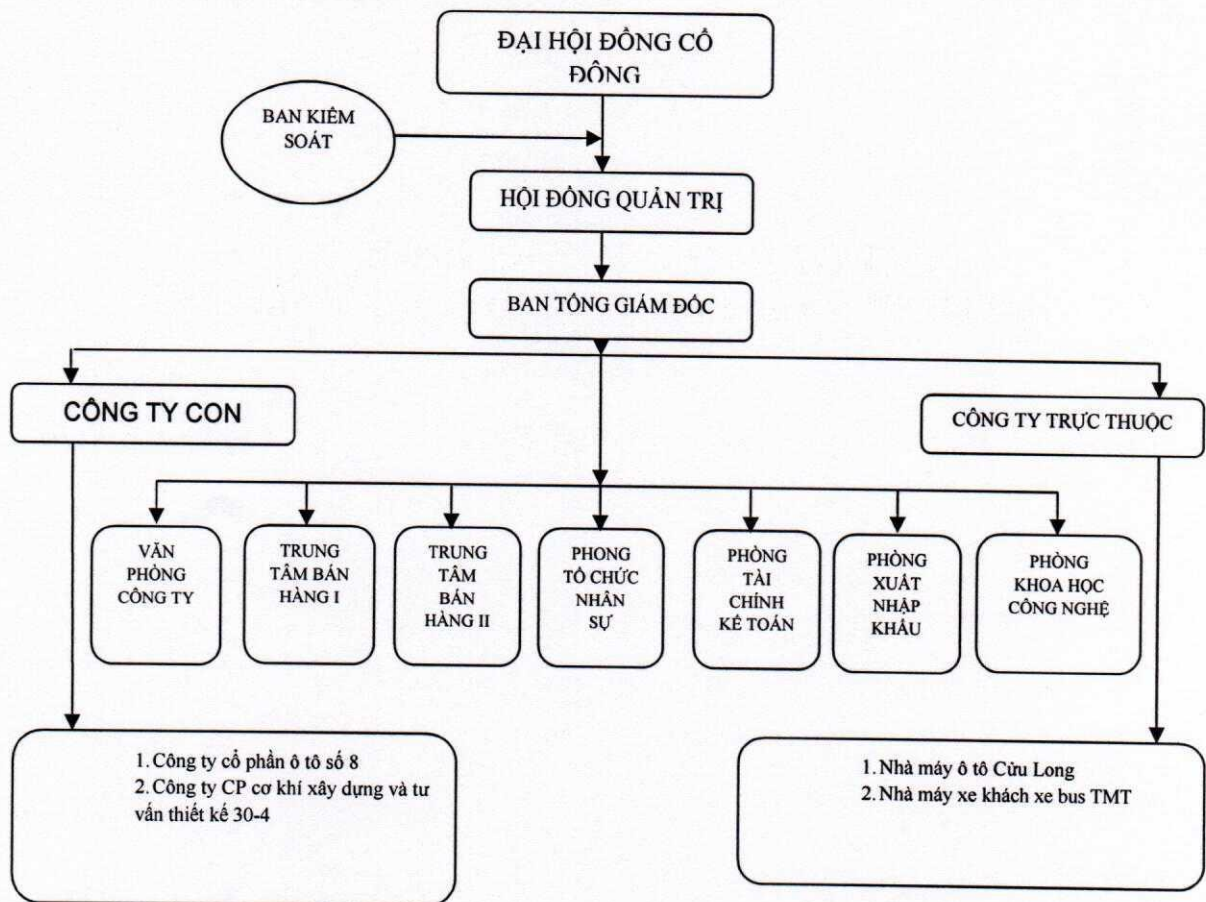 ĐẠI HỘI ĐỒNG CỔ
ĐÔNG
BAN KIỂM
SOÁT
HỘI ĐỒNG QUẢN TRỊ
BAN TỔNG GIÁM ĐỐC
CÔNG TY CON
CÔNG TY TRỰC THUỘC
VĂN
PHÒNG
CÔNG TY
TRUNG
TÂM BÁN
HÀNG I
TRUNG
TÂM
BÁN
HÀNG II
PHONG
TỔ CHỨC
NHÂN
SỰ
PHÒNG
TÀI
CHÍNH
KẾ TOÁN
PHÒNG
XUẤT
NHẬP
KHẨU
PHÒNG
KHOA HỌC
CÔNG NGHỆ
1. Công ty cổ phần ô tô số 8
2. Công ty CP cơ khí xây dựng và tư
vấn thiết kế 30-4
1. Nhà máy ô tô Cửu Long
2. Nhà máy xe khách xe bus TMT